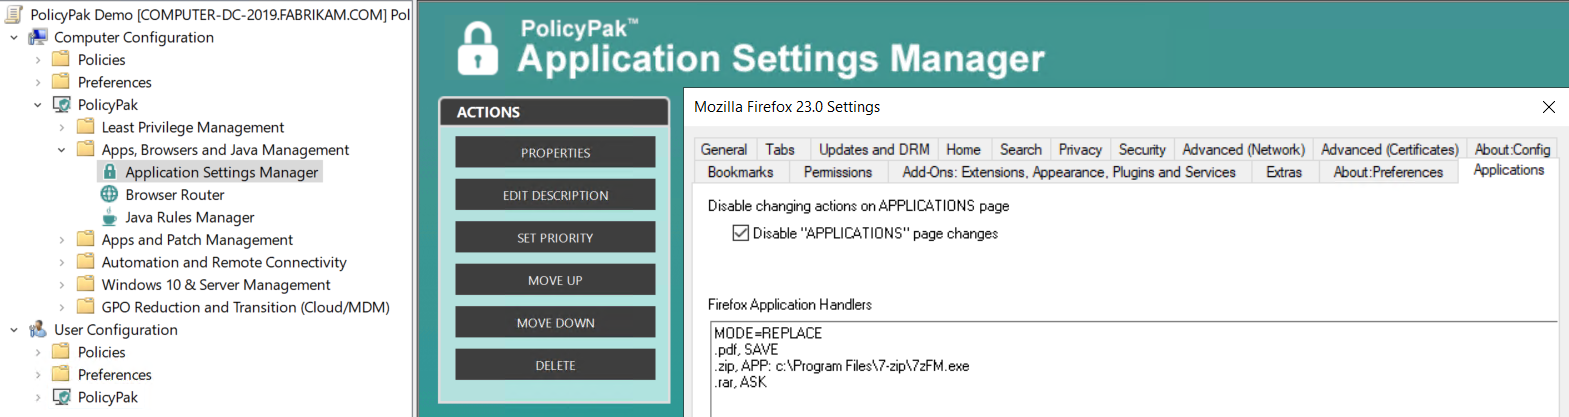 PolicyPak Demo [COMPUTER-DC-2019.FABRIKAM.COM] Pol
Computer Configuration
Policies
Preferences
PolicyPak
Least Privilege Management
Apps, Browsers and Java Management
Application Settings Manager
Browser Router
Java Rules Manager
Apps and Patch Management
Automation and Remote Connectivity
Windows 10 & Server Management
GPO Reduction and Transition (Cloud/MDM)
User Configuration
Policies
Preferences
PolicyPak
PolicyPak™
Application Settings Manager
ACTIONS
PROPERTIES
EDIT DESCRIPTION
SET PRIORITY
MOVE UP
MOVE DOWN
DELETE
Mozilla Firefox 23.0 Settings
General Tabs Updates and DRM Home Search Privacy Security Advanced (Network) Advanced (Certificates) About:Config
Bookmarks Permissions Add-Ons: Extensions, Appearance, Plugins and Services Extras About:Preferences Applications
Disable changing actions on APPLICATIONS page
Disable "APPLICATIONS" page changes
Firefox Application Handlers
MODE=REPLACE
.pdf, SAVE
.zip, APP: c:\Program Files\7-zip\7zFM.exe
.rar, ASK